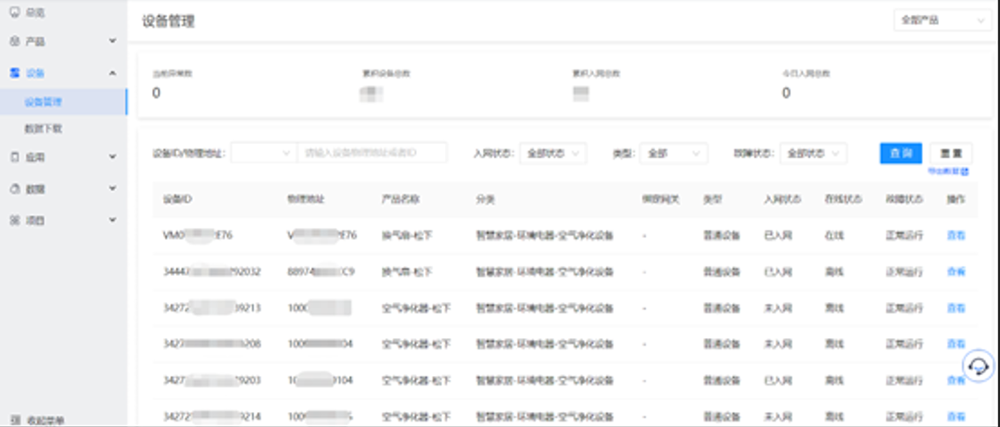 总览
产品
设备
设备管理
数据下载
应用
数据
项目
收起菜单
设备管理
全部产品
当前异常数
累积设备总数
累积入网总数
今日入网总数
0
0
设备ID/物理地址:
请输入设备物理地址或者ID
入网状态: 全部状态
类型: 全部
故障状态: 全部状态
查询
重置
导出数据
设备ID 物理地址 产品名称 分类 绑定网关 类型 入网状态 在线状态 故障状态 操作
VM0 E76 V E76 换气扇-松下 智慧家居-环境电器-空气净化设备 - 普通设备 已入网 在线 正常运行 查看
34447 292032 88974 C9 换气扇-松下 智慧家居-环境电器-空气净化设备 - 普通设备 已入网 离线 正常运行 查看
34272 39213 1000 空气净化器-松下 智慧家居-环境电器-空气净化设备 - 普通设备 未入网 离线 正常运行 查看
3427 208 100 04 空气净化器-松下 智慧家居-环境电器-空气净化设备 - 普通设备 未入网 离线 正常运行 查看
3427 9203 10 0104 空气净化器-松下 智慧家居-环境电器-空气净化设备 - 普通设备 已入网 离线 正常运行 查看
34272 9214 100 空气净化器-松下 智慧家居-环境电器-空气净化设备 - 普通设备 未入网 离线 正常运行 查看